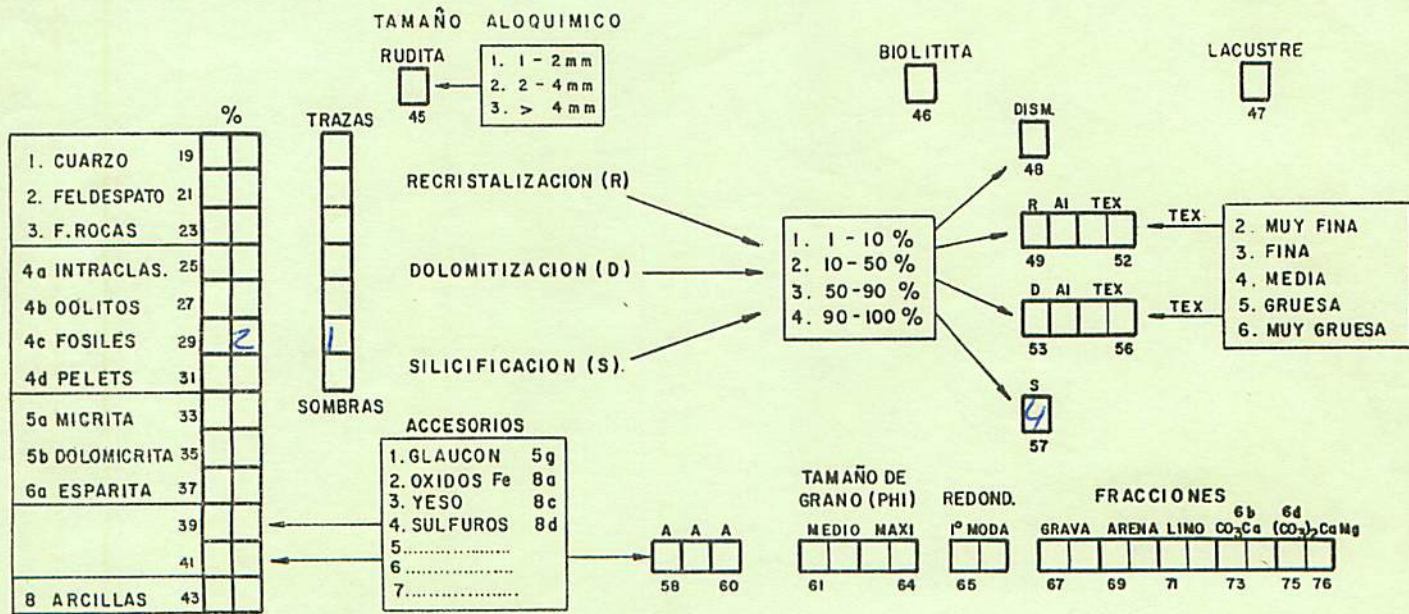 TAMAÑO ALOQUIMICO
RUDITA
45
1. 1 - 2 mm
2. 2 - 4 mm
3. > 4 mm
BIOLITITA
46
LACUSTRE
47
%
TRAZAS
1. CUARZO 19
2. FELDESPATO 21
3. F. ROCAS 23
4a INTRACLAS. 25
4b OOLITOS 27
4c FOSILES 29 2 1
4d PELETS 31
5a MICRITA 33
5b DOLOMICRITA 35
6a ESPARITA 37
39
41
8 ARCILLAS 43
SOMBRAS
RECRISTALIZACION (R)
DOLOMITIZACION (D)
SILICIFICACION (S).
1. 1 - 10 %
2. 10 - 50 %
3. 50 - 90 %
4. 90 - 100 %
DISM.
48
R AI TEX
49 52
D AI TEX
53 56
S
4
57
TEX
TEX
2. MUY FINA
3. FINA
4. MEDIA
5. GRUESA
6. MUY GRUESA
ACCESORIOS
1. GLAUCON 5g
2. OXIDOS Fe 8a
3. YESO 8c
4. SULFUROS 8d
5..................
6..................
7..................
A A A
58 60
TAMAÑO DE
GRANO (PHI)
MEDIO MAXI
61 64
REDOND.
1º MODA
65
FRACCIONES
6b 6d
GRAVA ARENA LINO CO3Ca (CO3)2CaMg
67 69 71 73 75 76